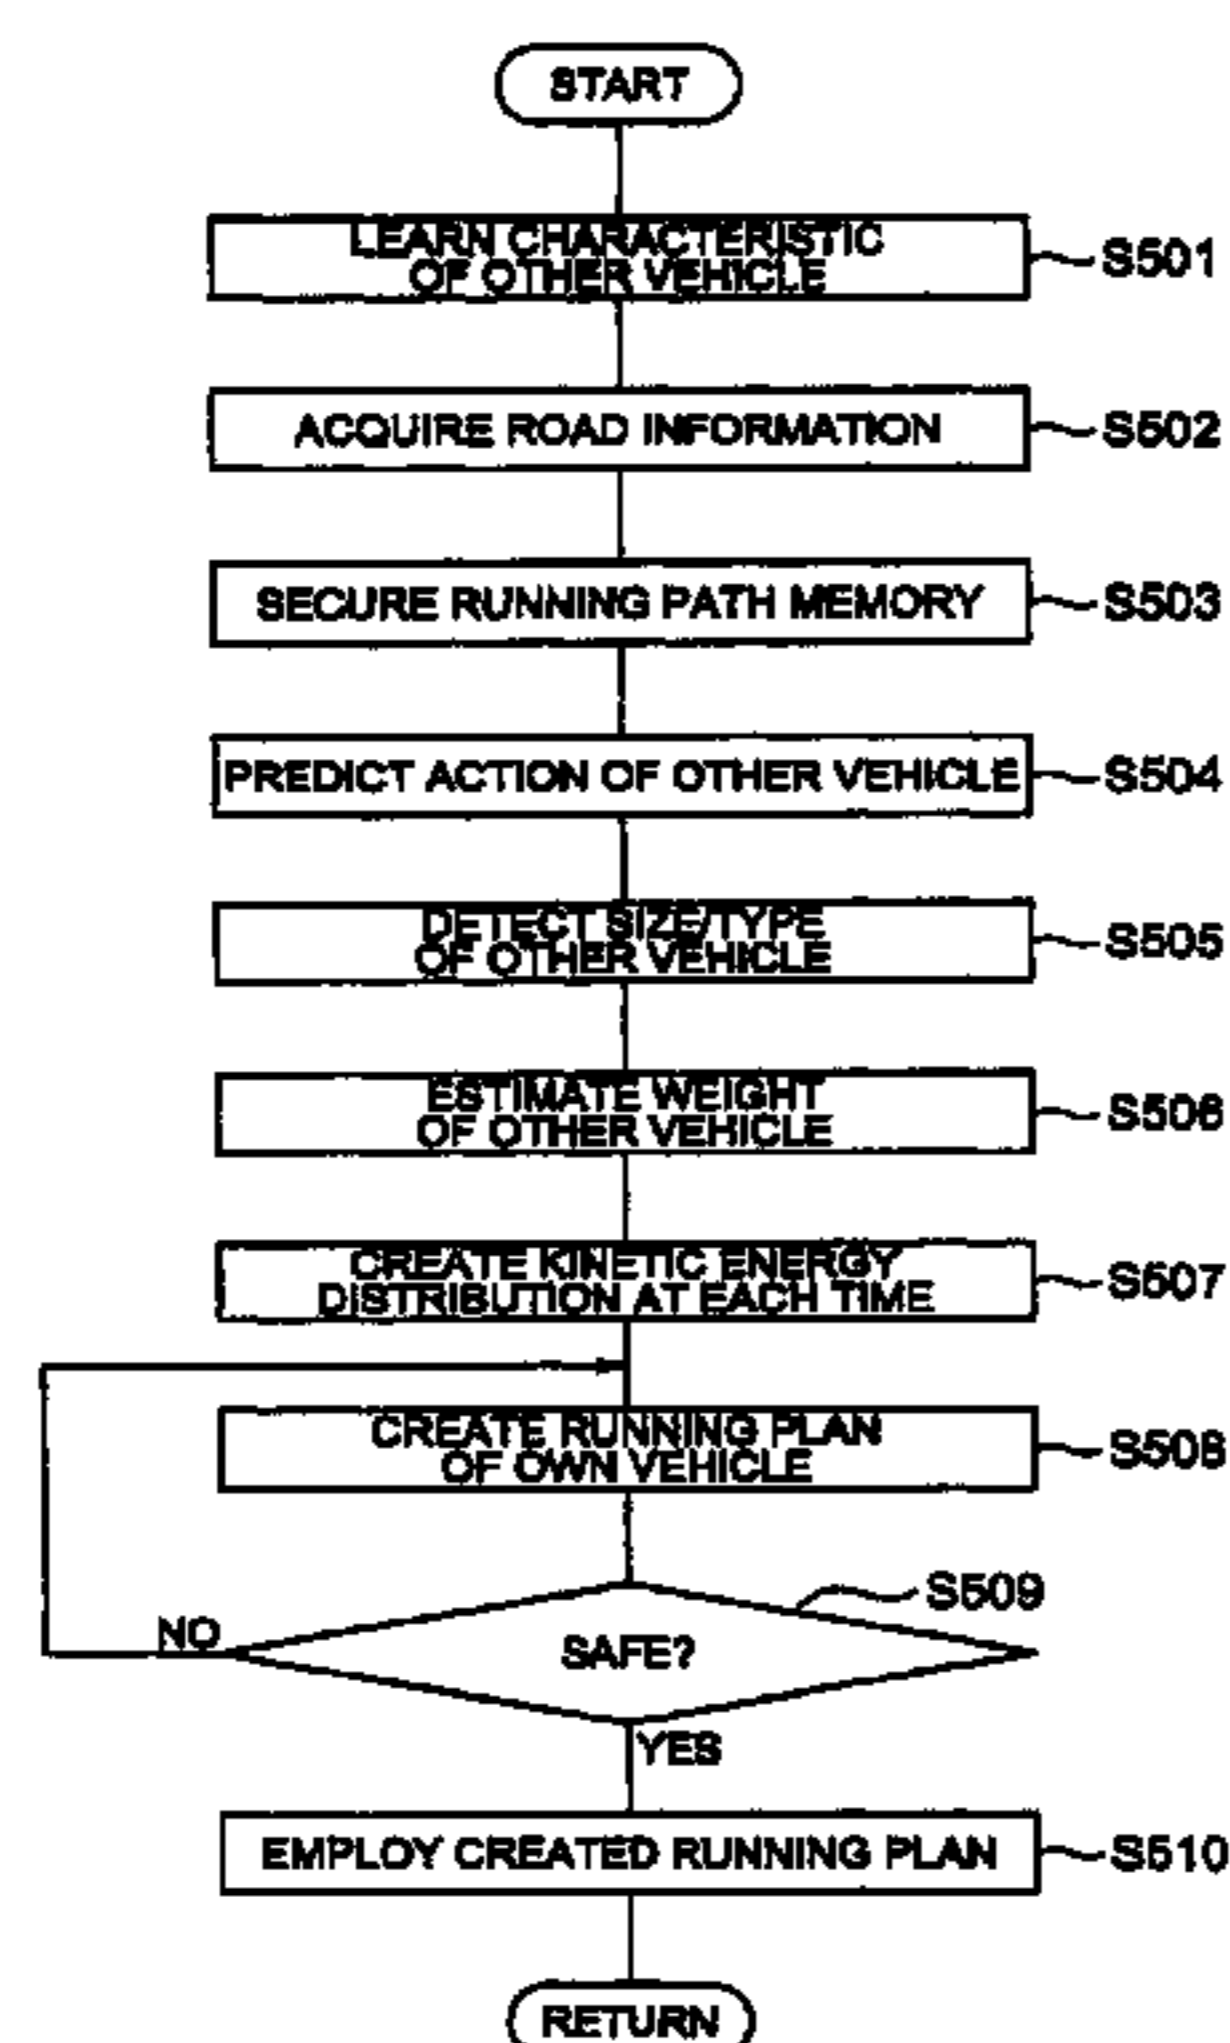 START
LEARN CHARACTERISTIC
OF OTHER VEHICLE
S501
ACQUIRE ROAD INFORMATION
S502
SECURE RUNNING PATH MEMORY
S503
PREDICT ACTION OF OTHER VEHICLE
S504
DETECT SIZE/TYPE
OF OTHER VEHICLE
S505
ESTIMATE WEIGHT
OF OTHER VEHICLE
S506
CREATE KINETIC ENERGY
DISTRIBUTION AT EACH TIME
S507
CREATE RUNNING PLAN
OF OWN VEHICLE
S508
S509
NO
SAFE?
YES
EMPLOY CREATED RUNNING PLAN
S510
RETURN